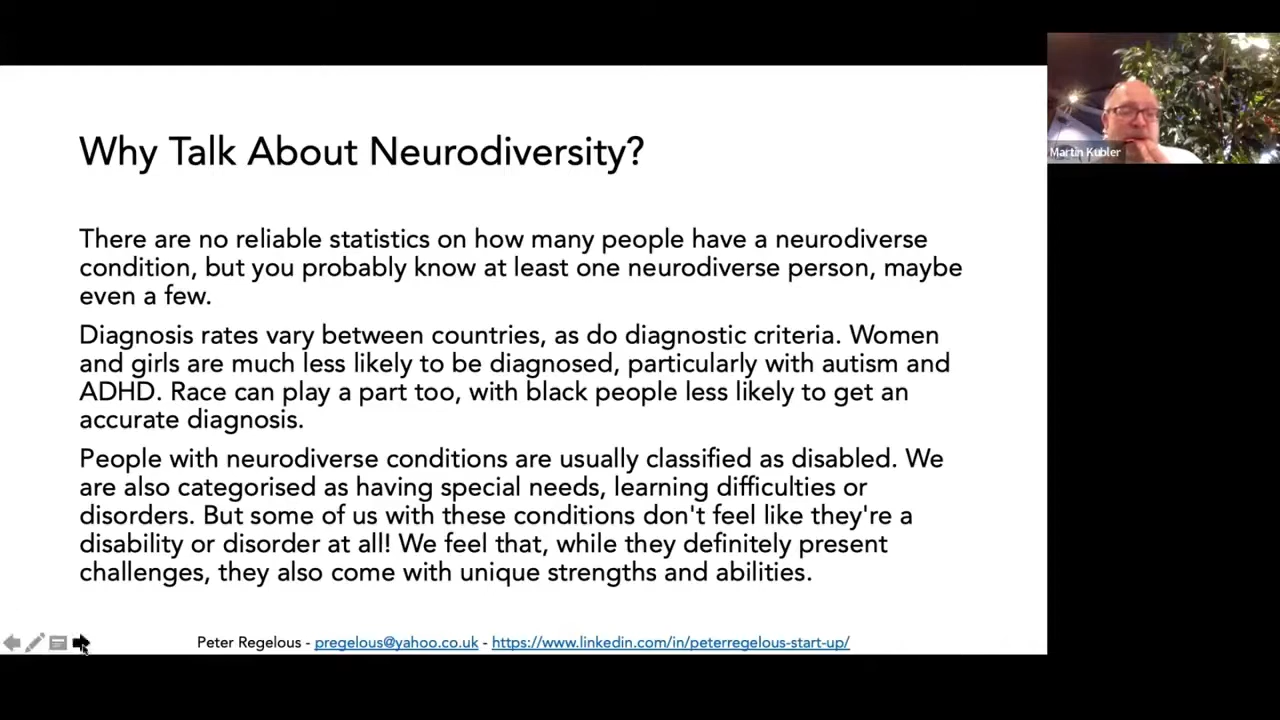 Why Talk About Neurodiversity?
There are no reliable statistics on how many people have a neurodiverse
condition, but you probably know at least one neurodiverse person, maybe
even a few.
Diagnosis rates vary between countries, as do diagnostic criteria. Women
and girls are much less likely to be diagnosed, particularly with autism and
ADHD. Race can play a part too, with black people less likely to get an
accurate diagnosis.
People with neurodiverse conditions are usually classified as disabled. We
are also categorised as having special needs, learning difficulties or
disorders. But some of us with these conditions don't feel like they're a
disability or disorder at all! We feel that, while they definitely present
challenges, they also come with unique strengths and abilities.
Peter Regelous - pregelous@yahoo.co.uk - https://www.linkedin.com/in/peterregelous-start-up/
Martin Kubler